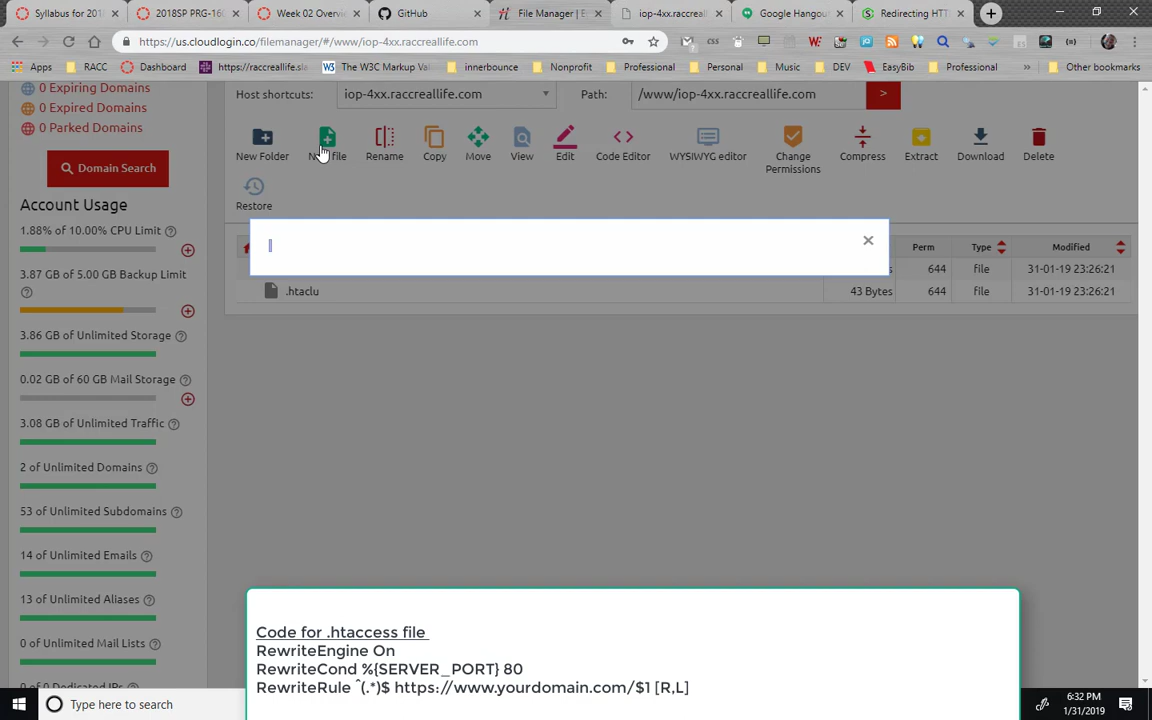 Syllabus for 201
2018SP PRG-16
Week 02 Overvi
GitHub
File Manager | E
iop-4xx.raccreal
Google Hangout
Redirecting HTT
https://us.cloudlogin.co/filemanager/#/www/iop-4xx.raccreallife.com
Apps
RACC
Dashboard
https://raccreallife.sla
The W3C Markup Val
innerbounce
Nonprofit
Professional
Personal
Music
DEV
EasyBib
Professional
»
Other bookmarks
0 Expiring Domains
0 Expired Domains
0 Parked Domains
Domain Search
Account Usage
1.88% of 10.00% CPU Limit
3.87 GB of 5.00 GB Backup Limit
3.86 GB of Unlimited Storage
0.02 GB of 60 GB Mail Storage
3.08 GB of Unlimited Traffic
2 of Unlimited Domains
53 of Unlimited Subdomains
14 of Unlimited Emails
13 of Unlimited Aliases
0 of Unlimited Mail Lists
0 of 0 Dedicated IPs
Host shortcuts:
iop-4xx.raccreallife.com
Path:
/www/iop-4xx.raccreallife.com
>
New Folder
file
Rename
Copy
Move
View
Edit
Code Editor
WYSIWYG editor
Change
Permissions
Compress
Extract
Download
Delete
Restore
Perm
Type
Modified
s
644
file
31-01-19 23:26:21
.htaclu
43 Bytes
644
file
31-01-19 23:26:21
Code for .htaccess file
RewriteEngine On
RewriteCond %{SERVER_PORT} 80
RewriteRule ^(.*)$ https://www.yourdomain.com/$1 [R,L]
Type here to search
6:32 PM
1/31/2019